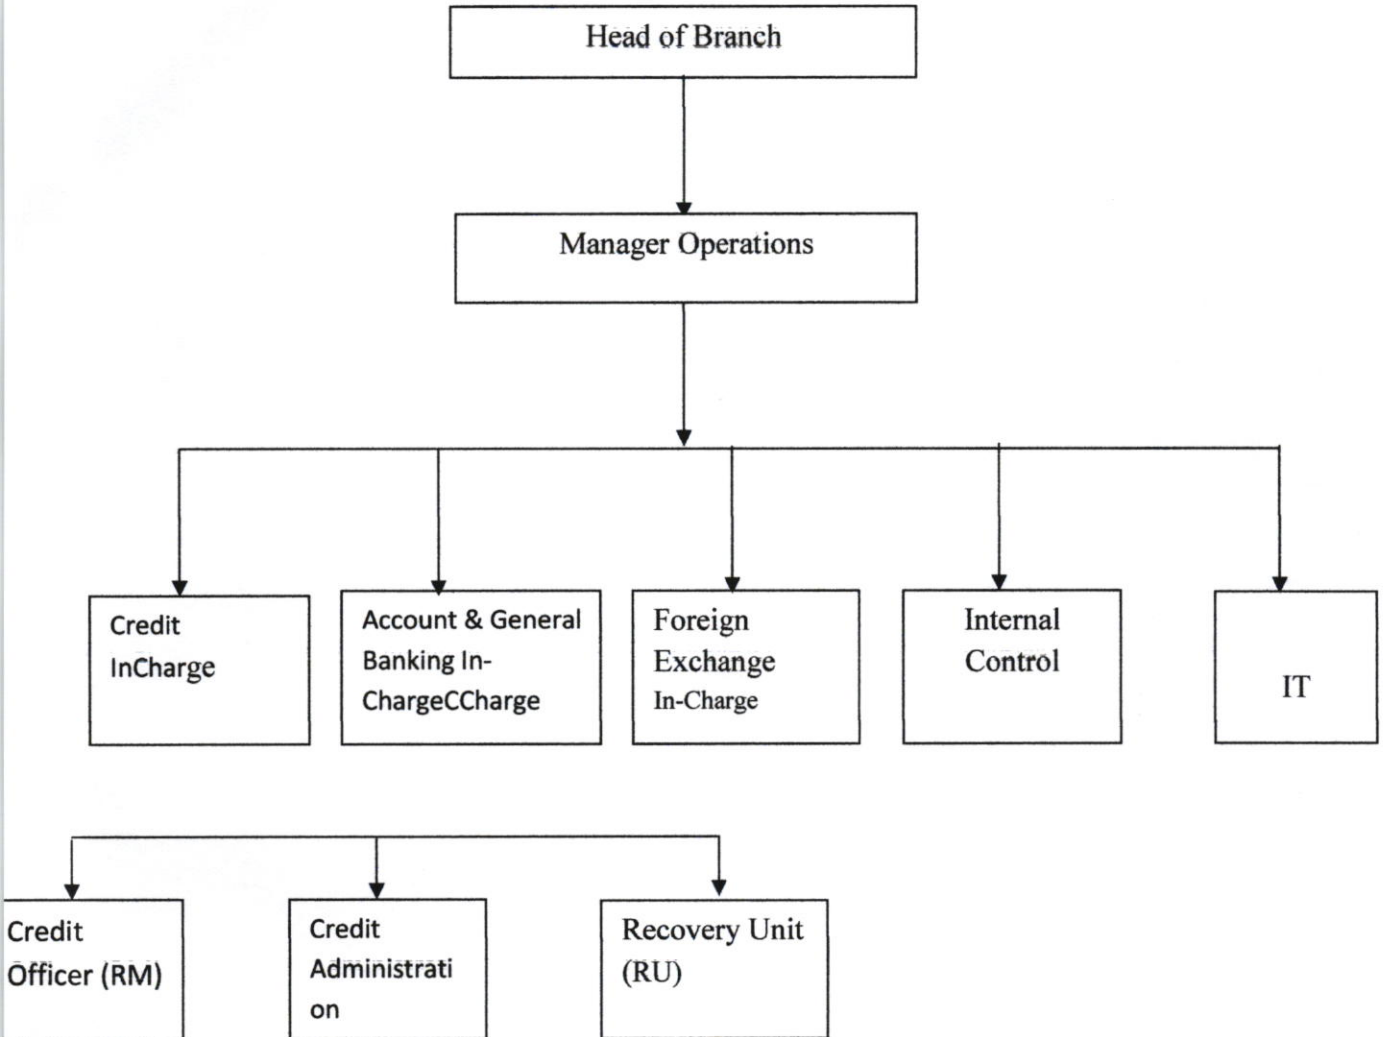 Head of Branch
Manager Operations
Credit
InCharge
Account & General
Banking In-
ChargeCCharge
Foreign
Exchange
In-Charge
Internal
Control
IT
Credit
Officer (RM)
Credit
Administrati
on
Recovery Unit
(RU)